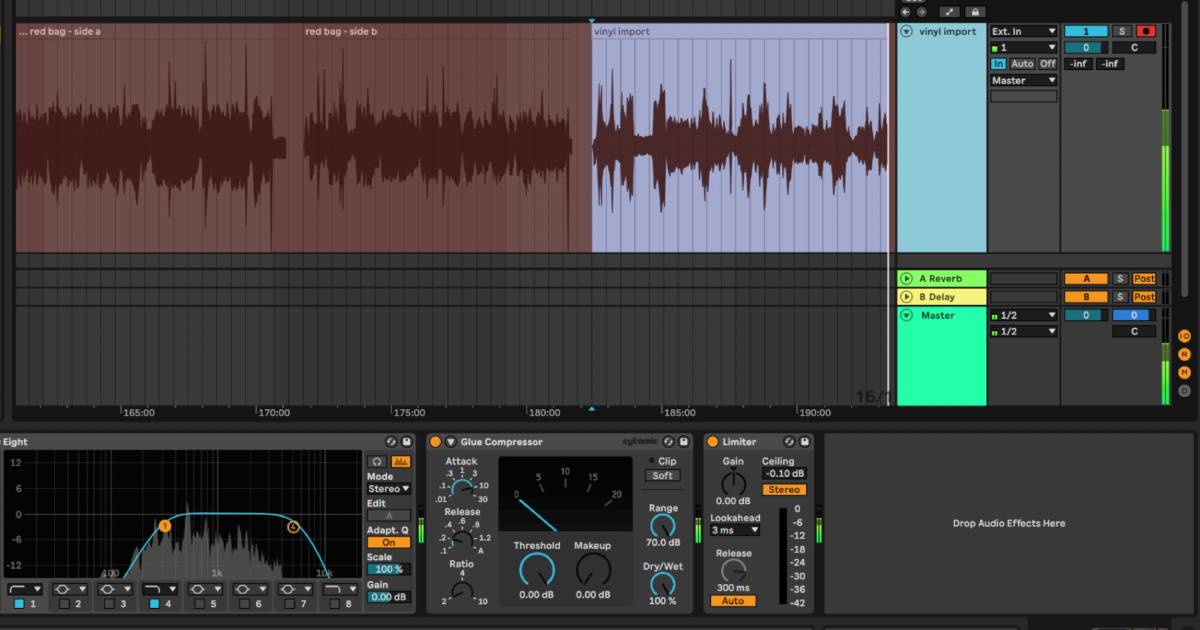 ... red bag - side a
red bag - side b
vinyl import
vinyl import
Ext. In
1
S
1
0
C
In Auto Off
-inf -inf
Master
A Reverb
A S Post
B Delay
B S Post
Master
1/2
0 0
1/2
C
16/1
165:00 170:00 175:00 180:00 185:00 190:00
Eight
12
6
0
-6
-12
100 1k 10k
1
4
Mode
Stereo
Edit
A
Adapt. Q
On
Scale
100 %
Gain
0.00 dB
1 2 3 4 5 6 7 8
Glue Compressor
cytomic
Attack
.01 .1 .3 1 3 10 30
Release
.1 .2 .4 .6 .8 1.2 A
Ratio
2 4 10
0 5 10 15 20
Threshold
0.00 dB
Makeup
0.00 dB
Clip
Soft
Range
70.0 dB
Dry/Wet
100 %
Limiter
Gain
0.00 dB
Ceiling
-0.10 dB
Stereo
Lookahead
3 ms
Release
300 ms
Auto
0
-6
-12
-18
-24
-30
-36
-42
Drop Audio Effects Here
I·O
R
M
D